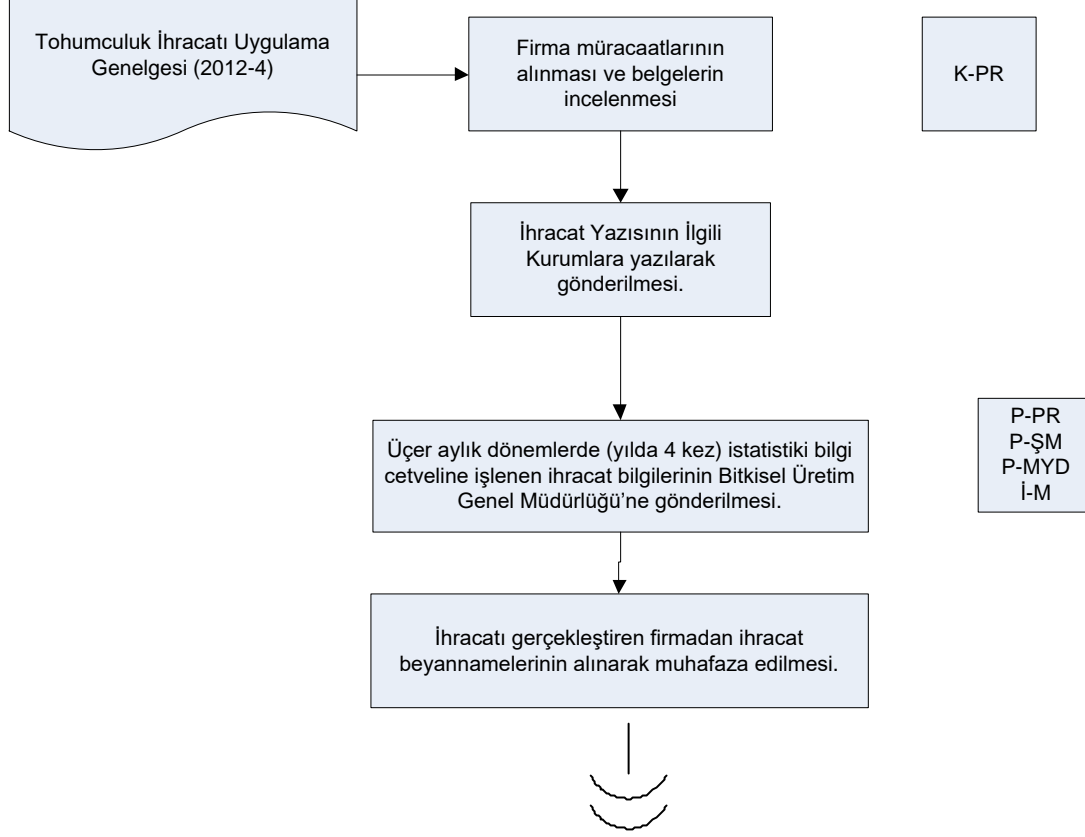 Tohumculuk İhracatı Uygulama
Genelgesi (2012-4)
Firma müracaatlarının
alınması ve belgelerin
incelenmesi
K-PR
İhracat Yazısının İlgili
Kurumlara yazılarak
gönderilmesi.
Üçer aylık dönemlerde (yılda 4 kez) istatistiki bilgi
cetveline işlenen ihracat bilgilerinin Bitkisel Üretim
Genel Müdürlüğü’ne gönderilmesi.
P-PR
P-ŞM
P-MYD
İ-M
İhracatı gerçekleştiren firmadan ihracat
beyannamelerinin alınarak muhafaza edilmesi.